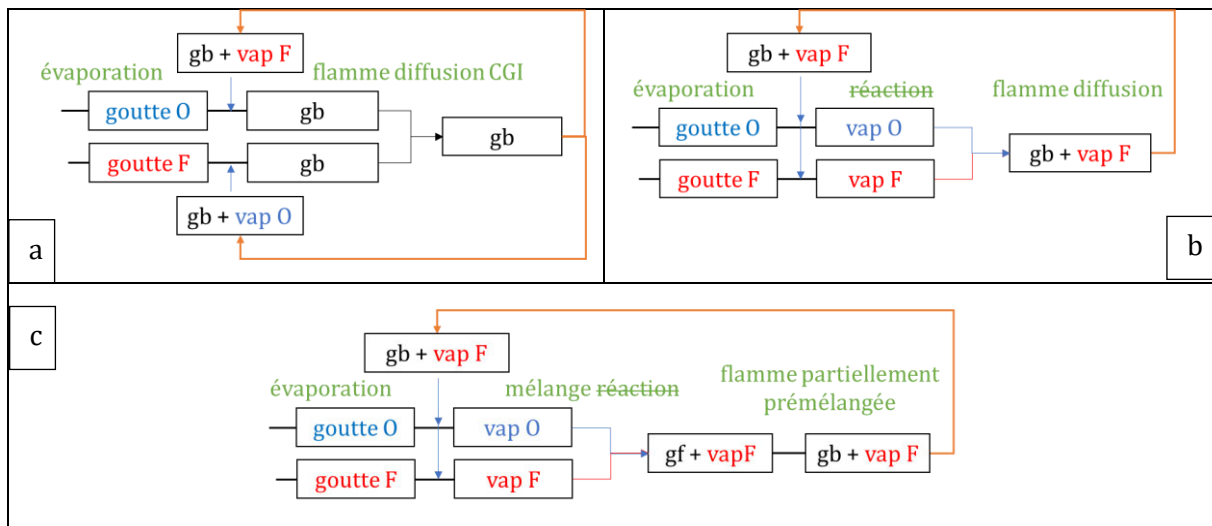 gb + vap F
évaporation
flamme diffusion CGI
goutte O
gb
gb
goutte F
gb
gb + vap O
a
gb + vap F
évaporation
réaction
flamme diffusion
goutte O
vap O
gb + vap F
goutte F
vap F
b
c
gb + vap F
évaporation
mélange réaction
flamme partiellement
prémélangée
goutte O
vap O
gf + vapF
gb + vap F
goutte F
vap F